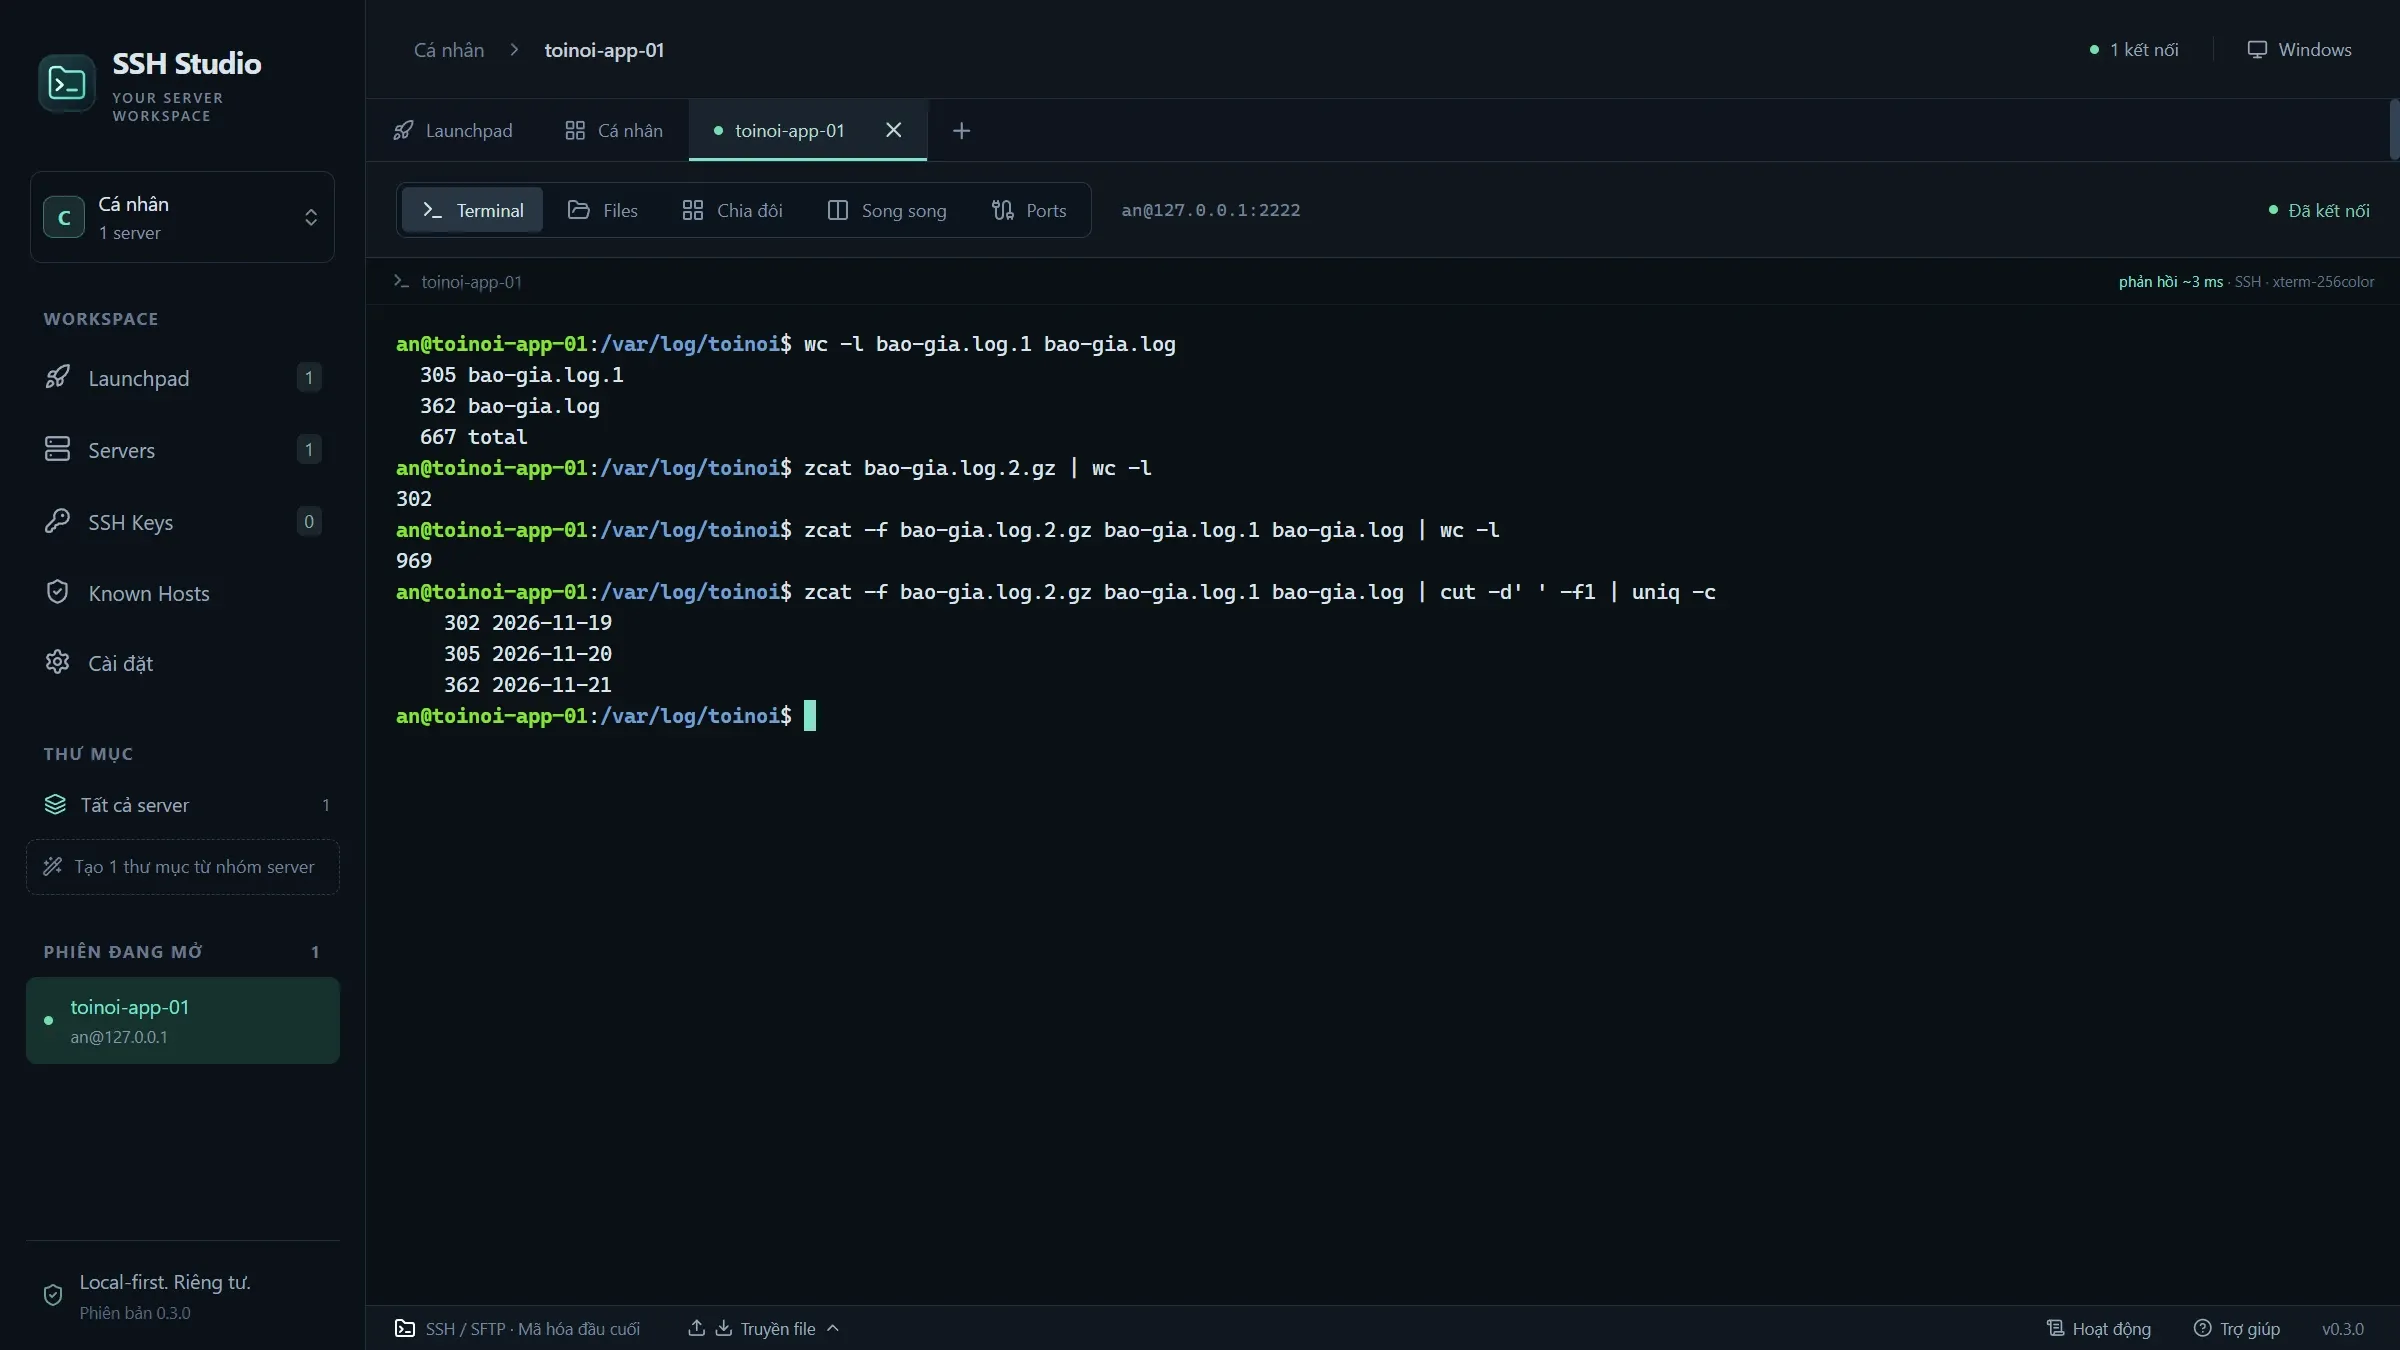 SSH Studio
YOUR SERVER
WORKSPACE
C
Cá nhân
1 server
WORKSPACE
Launchpad 1
Servers 1
SSH Keys 0
Known Hosts
Cài đặt
THƯ MỤC
Tất cả server 1
Tạo 1 thư mục từ nhóm server
PHIÊN ĐANG MỞ 1
toinoi-app-01
an@127.0.0.1
Local-first. Riêng tư.
Phiên bản 0.3.0
Cá nhân > toinoi-app-01
1 kết nối
Windows
Launchpad
Cá nhân
toinoi-app-01
Terminal
Files
Chia đôi
Song song
Ports
an@127.0.0.1:2222
Đã kết nối
toinoi-app-01
phản hồi ~3 ms · SSH · xterm-256color
an@toinoi-app-01:/var/log/toinoi$ wc -l bao-gia.log.1 bao-gia.log
305 bao-gia.log.1
362 bao-gia.log
667 total
an@toinoi-app-01:/var/log/toinoi$ zcat bao-gia.log.2.gz | wc -l
302
an@toinoi-app-01:/var/log/toinoi$ zcat -f bao-gia.log.2.gz bao-gia.log.1 bao-gia.log | wc -l
969
an@toinoi-app-01:/var/log/toinoi$ zcat -f bao-gia.log.2.gz bao-gia.log.1 bao-gia.log | cut -d' ' -f1 | uniq -c
302 2026-11-19
305 2026-11-20
362 2026-11-21
an@toinoi-app-01:/var/log/toinoi$
SSH / SFTP · Mã hóa đầu cuối
Truyền file
Hoạt động
Trợ giúp
v0.3.0